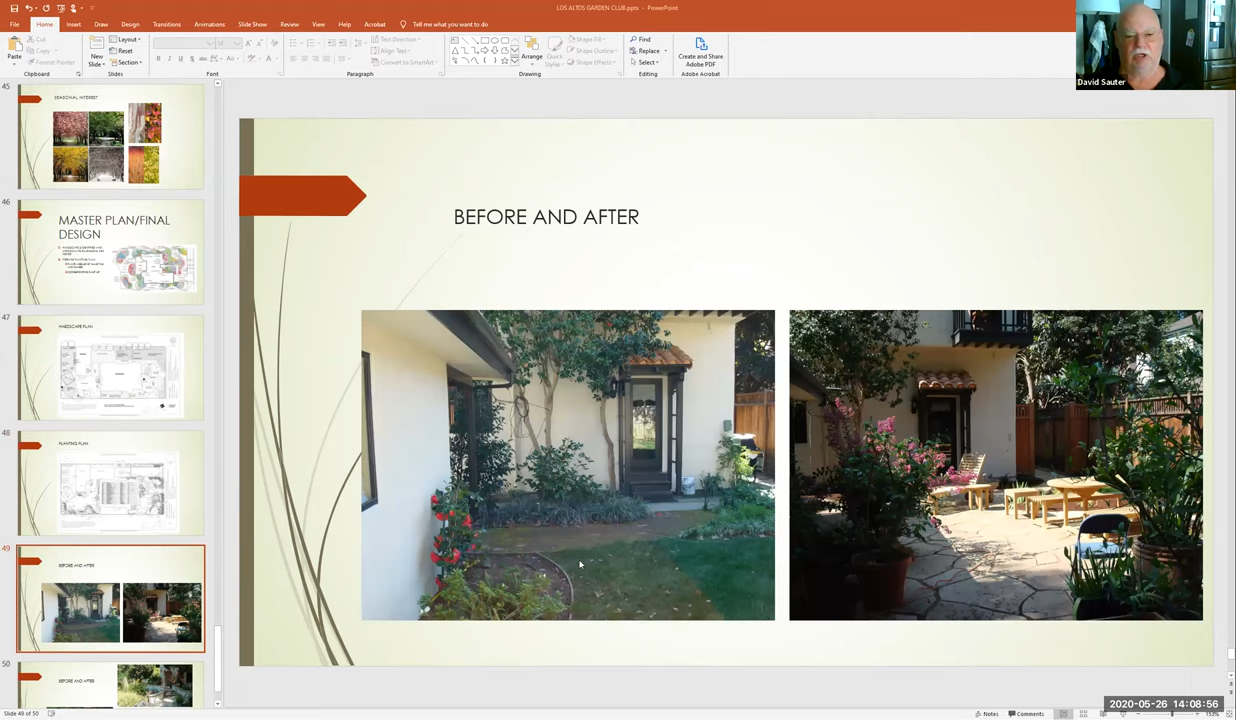 LOS ALTOS GARDEN CLUB.pptx - PowerPoint
File Home Insert Draw Design Transitions Animations Slide Show Review View Help Acrobat Tell me what you want to do
Paste
Cut
Copy
Format Painter
Clipboard
New
Slide
Layout
Reset
Section
Slides
Font
Text Direction
Align Text
Convert to SmartArt
Paragraph
Arrange
Quick
Styles
Shape Fill
Shape Outline
Shape Effects
Drawing
Find
Replace
Select
Editing
Create and Share
Adobe PDF
Adobe Acrobat
David Sauter
45
SEASONAL INTEREST
46
MASTER PLAN/FINAL
DESIGN
47
HARDSCAPE PLAN
48
PLANTING PLAN
49
BEFORE AND AFTER
50
BEFORE AND AFTER
BEFORE AND AFTER
2020-05-26 14:08:56
Slide 49 of 50
Notes
Comments
153%